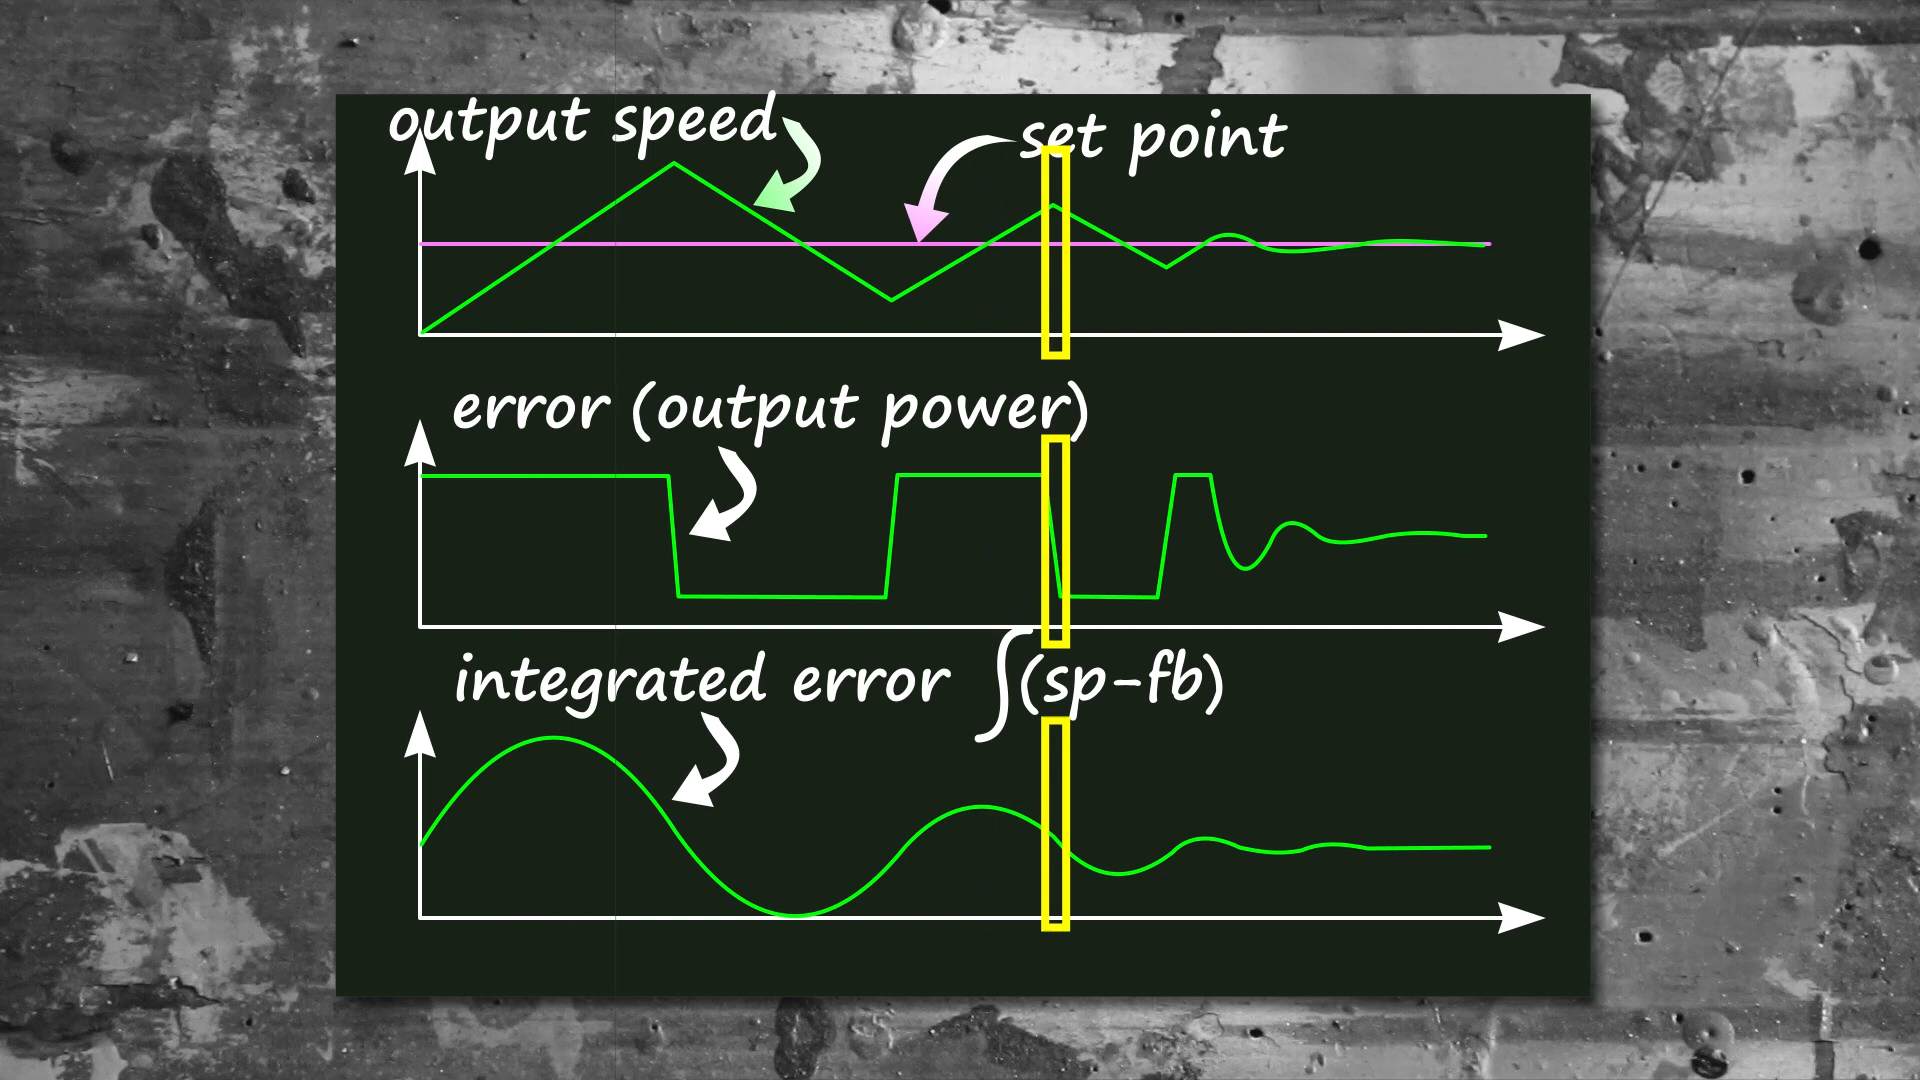 output speed
set point
error (output power)
integrated error ∫(sp-fb)